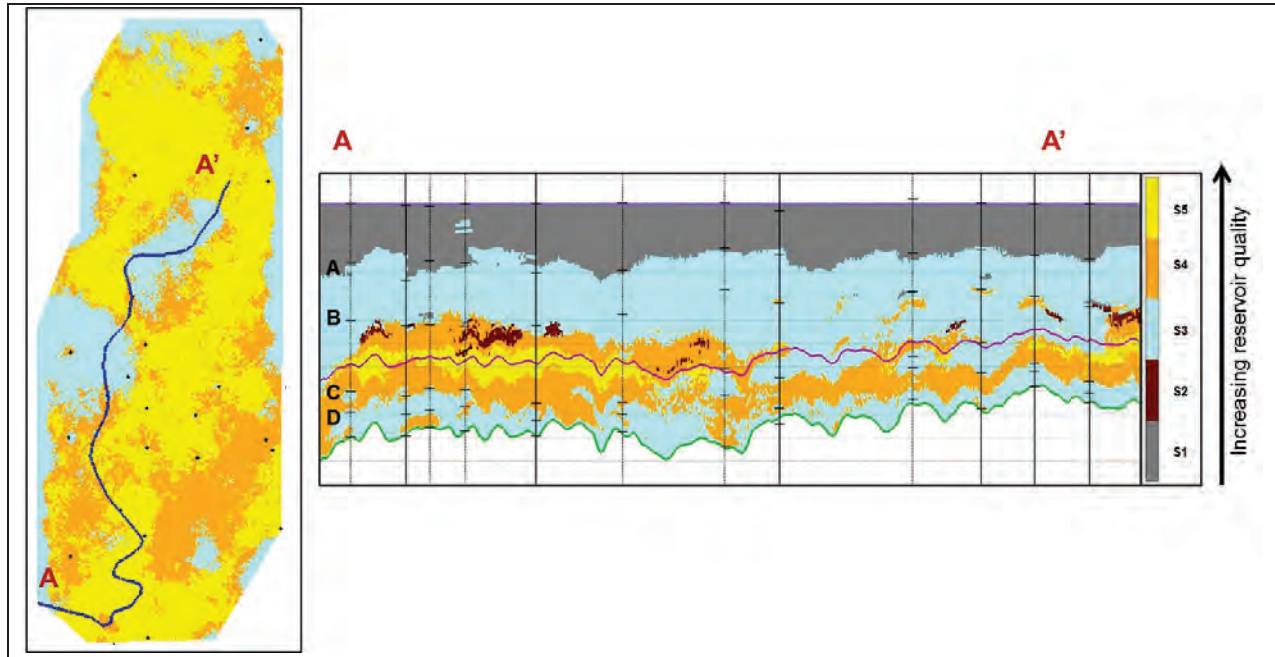 A'
A
A
A'
A
B
C
D
S5
S4
S3
S2
S1
Increasing reservoir quality